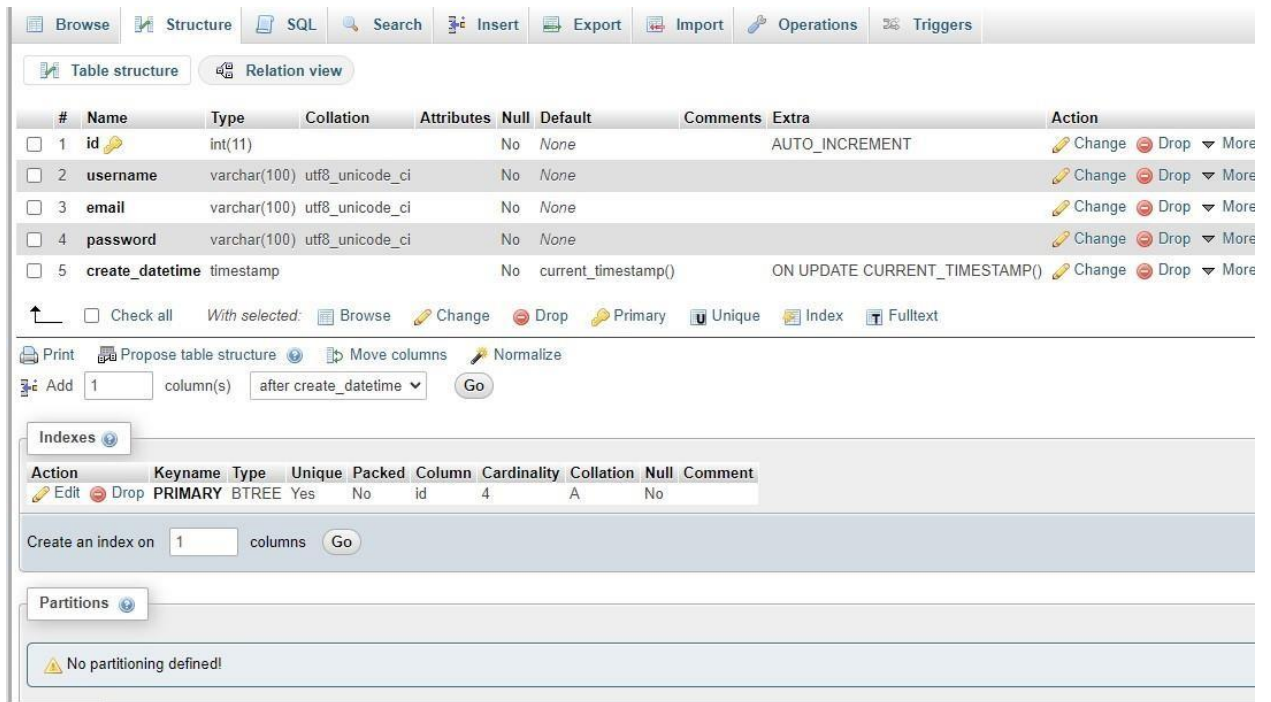 Browse Structure SQL Search Insert Export Import Operations Triggers
Table structure Relation view
# Name Type Collation Attributes Null Default Comments Extra Action
1 id int(11) No None AUTO_INCREMENT Change Drop More
2 username varchar(100) utf8_unicode_ci No None Change Drop More
3 email varchar(100) utf8_unicode_ci No None Change Drop More
4 password varchar(100) utf8_unicode_ci No None Change Drop More
5 create_datetime timestamp No current_timestamp() ON UPDATE CURRENT_TIMESTAMP() Change Drop More
Check all With selected: Browse Change Drop Primary U Unique Index T Fulltext
Print Propose table structure Move columns Normalize
Add 1 column(s) after create_datetime Go
Indexes
Action Keyname Type Unique Packed Column Cardinality Collation Null Comment
Edit Drop PRIMARY BTREE Yes No id 4 A No
Create an index on 1 columns Go
Partitions
No partitioning defined!